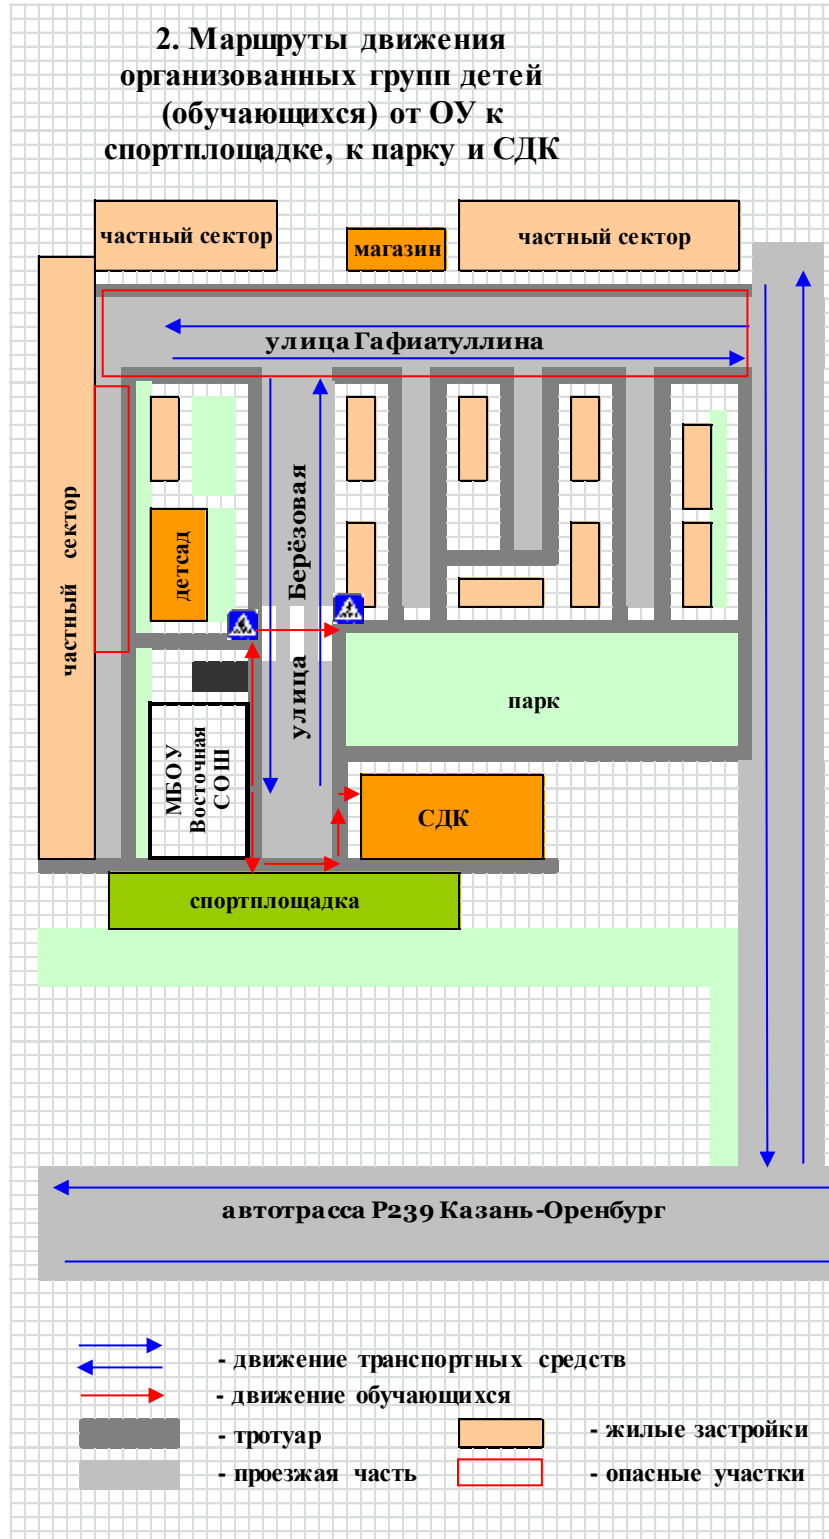 2. Маршруты движения
организованных групп детей
(обучающихся) от ОУ к
спортплощадке, к парку и СДК
частный сектор
магазин
частный сектор
улица Гафиатуллина
частный сектор
детсад
улица Берёзовая
парк
МБОУ
Восточная
СОШ
СДК
спортплощадка
автотрасса Р239 Казань-Оренбург
- движение транспортных средств
- движение обучающихся
- тротуар
- жилые застройки
- проезжая часть
- опасные участки